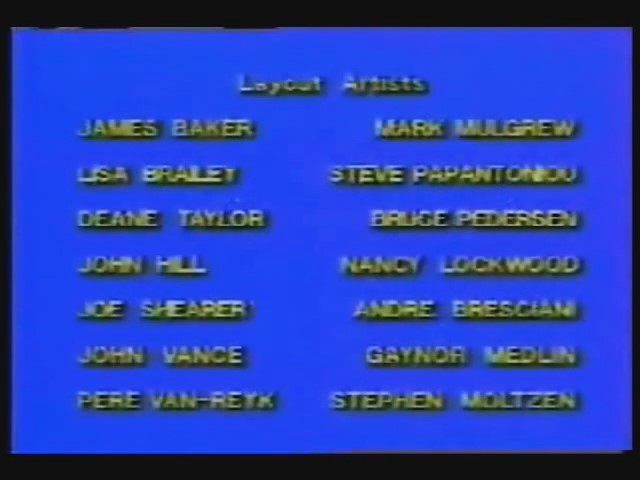 Layout Artists
JAMES BAKER MARK MULGREW
LISA BRAILEY STEVE PAPANTONIOU
DEANE TAYLOR BRUCE PEDERSEN
JOHN HILL NANCY LOCKWOOD
JOE SHEARER ANDRE BRESCIANI
JOHN VANCE GAYNOR MEDLIN
PERE VAN-REYK STEPHEN MOLTZEN